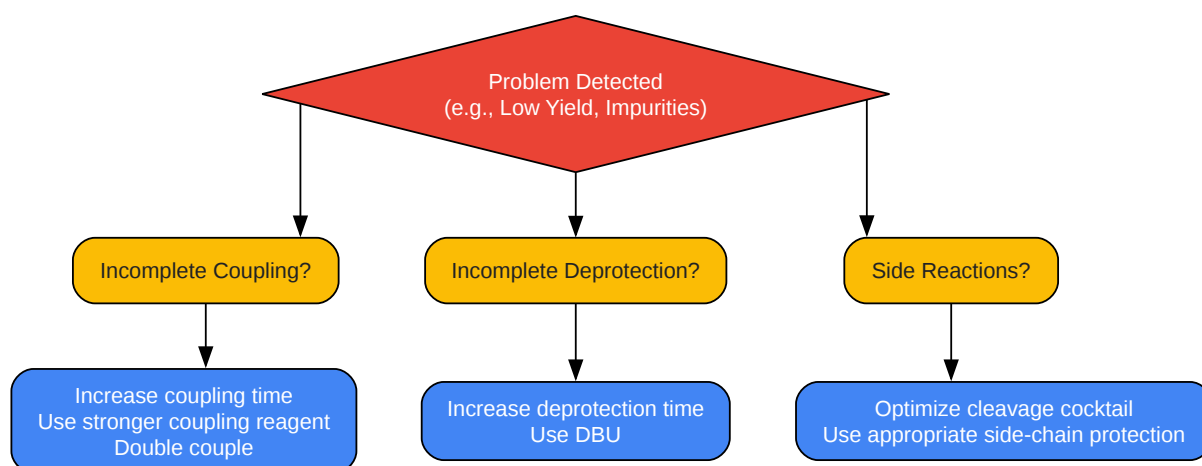 Problem Detected
(e.g., Low Yield, Impurities)
Incomplete Coupling?
Incomplete Deprotection?
Side Reactions?
Increase coupling time
Use stronger coupling reagent
Double couple
Increase deprotection time
Use DBU
Optimize cleavage cocktail
Use appropriate side-chain protection